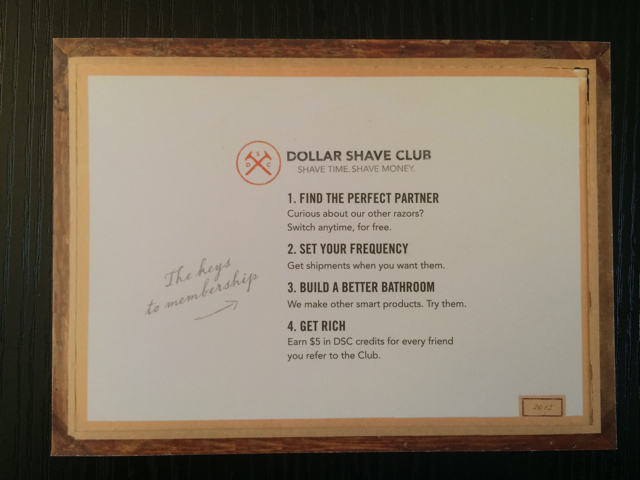 D S C
DOLLAR SHAVE CLUB
SHAVE TIME. SHAVE MONEY.
1. FIND THE PERFECT PARTNER
Curious about our other razors?
Switch anytime, for free.
2. SET YOUR FREQUENCY
Get shipments when you want them.
3. BUILD A BETTER BATHROOM
We make other smart products. Try them.
4. GET RICH
Earn $5 in DSC credits for every friend
you refer to the Club.
The keys
to membership
2012